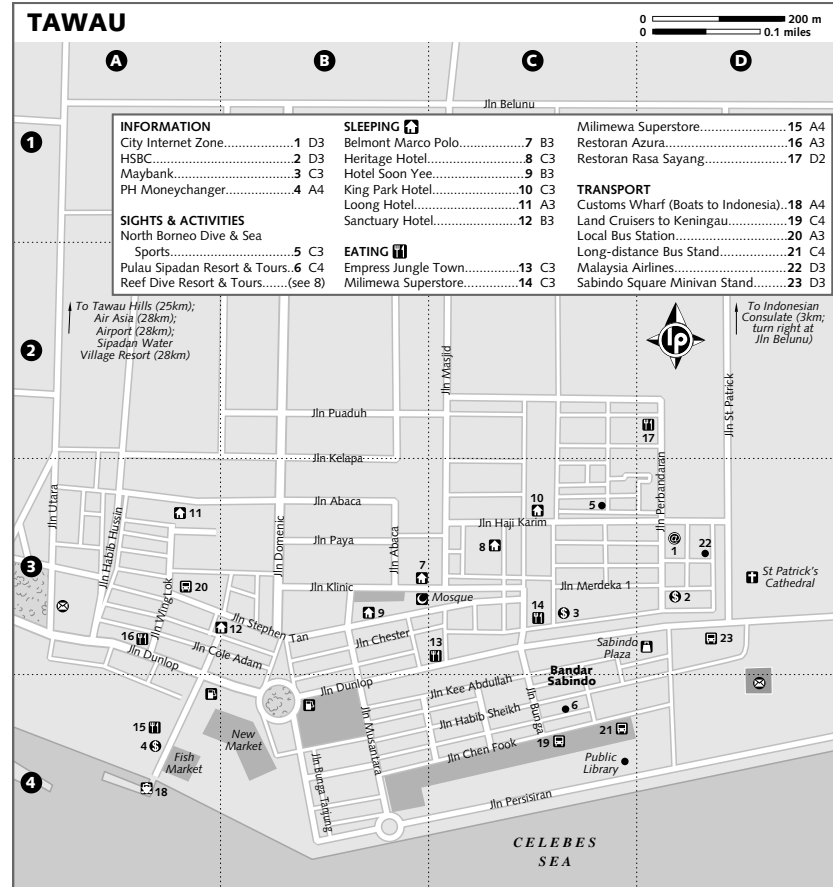 TAWAU
0 200 m
0 0.1 miles
A B C D
Jln Belunu
1
INFORMATION
City Internet Zone..............................1 D3
HSBC..............................2 D3
Maybank..............................3 C3
PH Moneychanger..............................4 A4
SIGHTS & ACTIVITIES
North Borneo Dive & Sea
Sports..............................5 C3
Pulau Sipadan Resort & Tours..6 C4
Reef Dive Resort & Tours.......(see 8)
SLEEPING
Belmont Marco Polo..............................7 B3
Heritage Hotel..............................8 C3
Hotel Soon Yee..............................9 B3
King Park Hotel..............................10 C3
Loong Hotel..............................11 A3
Sanctuary Hotel..............................12 B3
EATING
Empress Jungle Town..............................13 C3
Milimewa Superstore..............................14 C3
Milimewa Superstore..............................15 A4
Restoran Azura..............................16 A3
Restoran Rasa Sayang..............................17 D2
TRANSPORT
Customs Wharf (Boats to Indonesia)..18 A4
Land Cruisers to Keningau..............................19 C4
Local Bus Station..............................20 A3
Long-distance Bus Stand..............................21 C4
Malaysia Airlines..............................22 D3
Sabindo Square Minivan Stand.......23 D3
To Tawau Hills (25km);
Air Asia (28km);
Airport (28km);
Sipadan Water
Village Resort (28km)
To Indonesian
Consulate (3km;
turn right at
Jln Belunu)
lp
2
Jln Masjid
Jln St Patrick
Jln Puaduh
17
Jln Kelapa
Jln Utara
Jln Habib Hussin
11
Jln Abaca
Jln Domenic
Jln Paya
Jln Abaca
10
5
Jln Haji Karim
Jln Perbandaran
8
@
1
22
3
20
Jln Wing Lok
Jln Klinic
7
Mosque
Jln Merdeka 1
$ 2
St Patrick's
Cathedral
9
14
$ 3
16
12
Jln Stephen Tan
Jln Cole Adam
Jln Chester
13
Sabindo
Plaza
23
Jln Dunlop
Jln Dunlop
Bandar
Sabindo
Jln Kee Abdullah
Jln Habib Sheikh
Jln Bunga
6
15
4 $
New
Market
Fish
Market
Jln Musantara
Jln Chen Fook
19
21
Public
Library
Jln Bunga Tanjung
4
18
Jln Persisiran
CELEBES
SEA